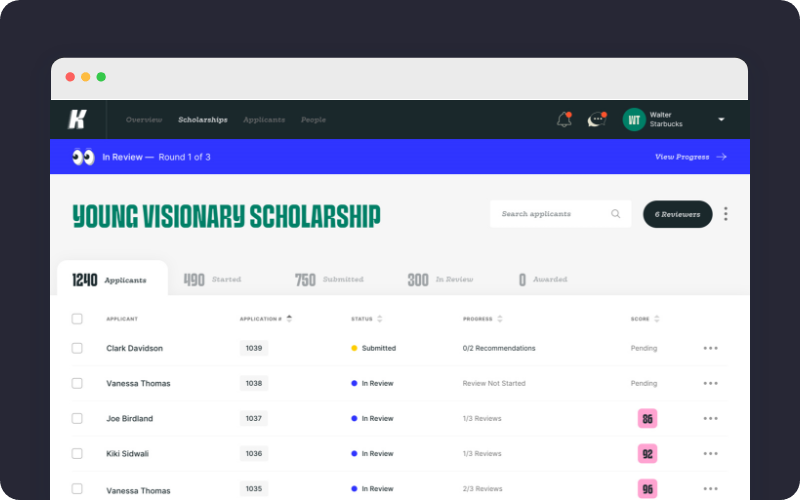 K
Overview Scholarships Applicants People
WT
Walter
Starbucks
In Review — Round 1 of 3
View Progress
YOUNG VISIONARY SCHOLARSHIP
Search applicants
6 Reviewers
1240 Applicants 490 Started 750 Submitted 300 In Review 0 Awarded
APPLICANT APPLICATION # STATUS PROGRESS SCORE
Clark Davidson 1039 Submitted 0/2 Recommendations Pending
Vanessa Thomas 1038 In Review Review Not Started Pending
Joe Birdland 1037 In Review 1/3 Reviews 86
Kiki Sidwali 1036 In Review 1/3 Reviews 92
Vanessa Thomas 1035 In Review 2/3 Reviews 96